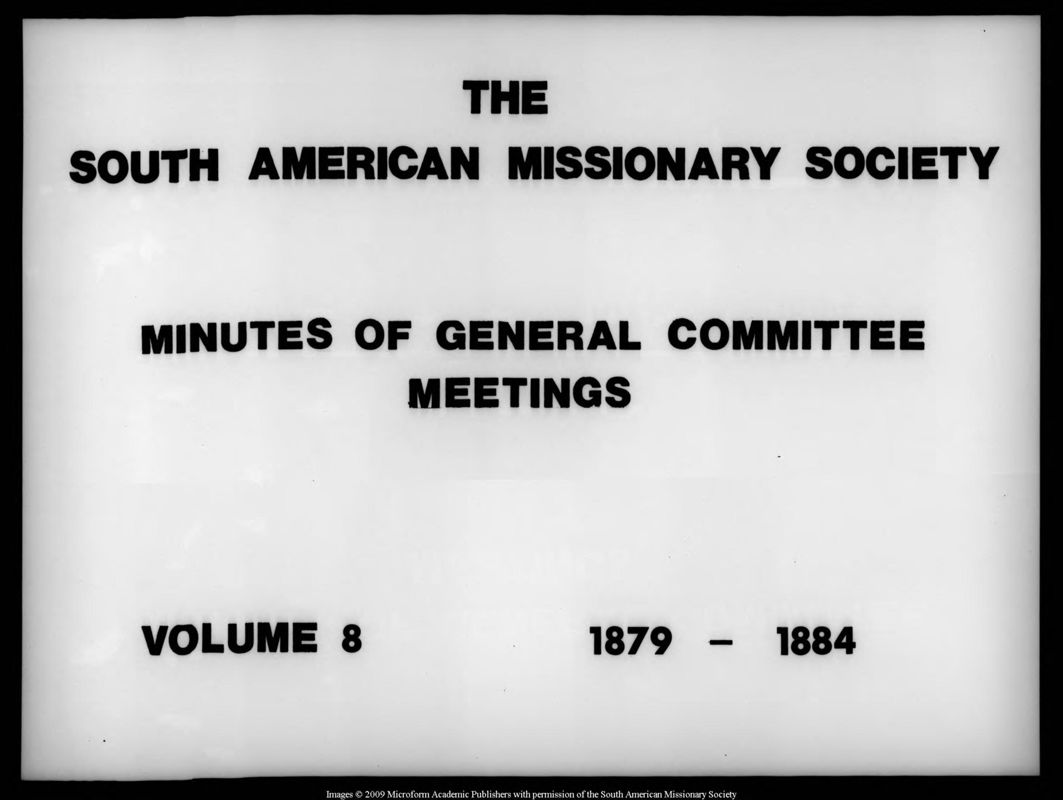 THE
SOUTH AMERICAN MISSIONARY SOCIETY
MINUTES OF GENERAL COMMITTEE
MEETINGS
VOLUME 8 1879 – 1884
Images © 2009 Microform Academic Publishers with permission of the South American Missionary Society